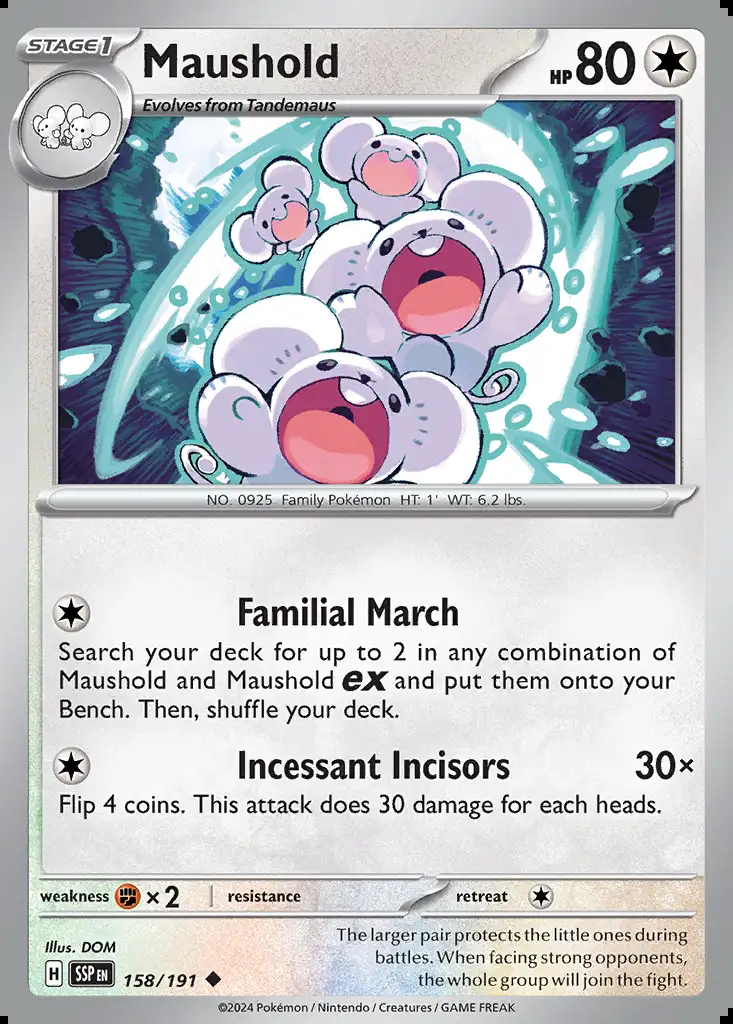 STAGE1
Maushold
HP 80
Evolves from Tandemaus
NO. 0925 Family Pokémon HT: 1' WT: 6.2 lbs.
Familial March
Search your deck for up to 2 in any combination of
Maushold and Maushold ex and put them onto your
Bench. Then, shuffle your deck.
Incessant Incisors 30×
Flip 4 coins. This attack does 30 damage for each heads.
weakness × 2 resistance retreat
Illus. DOM
The larger pair protects the little ones during
battles. When facing strong opponents,
the whole group will join the fight.
H SSP EN 158/191
©2024 Pokémon / Nintendo / Creatures / GAME FREAK